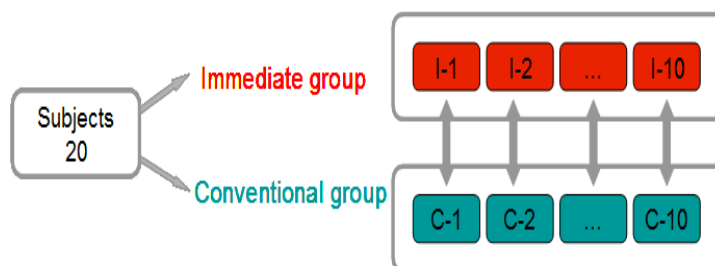 Subjects
20
Immediate group
Conventional group
I-1 I-2 ... I-10
C-1 C-2 ... C-10